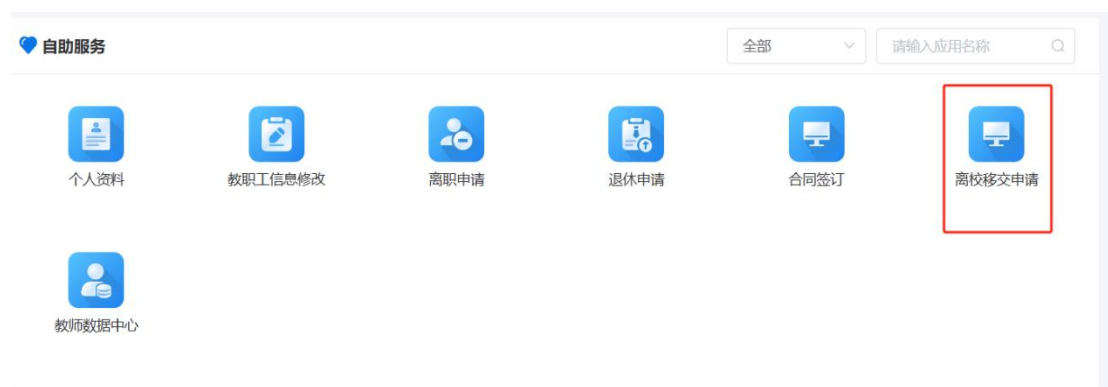 自助服务
全部
请输入应用名称
个人资料
教职工信息修改
离职申请
退休申请
合同签订
离校移交申请
教师数据中心